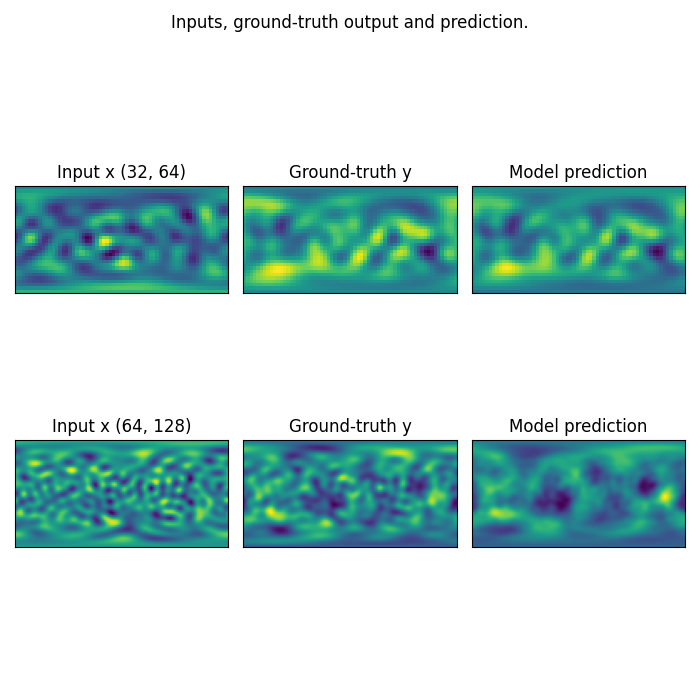 Inputs, ground-truth output and prediction.
Input x (32, 64)
Ground-truth y
Model prediction
Input x (64, 128)
Ground-truth y
Model prediction